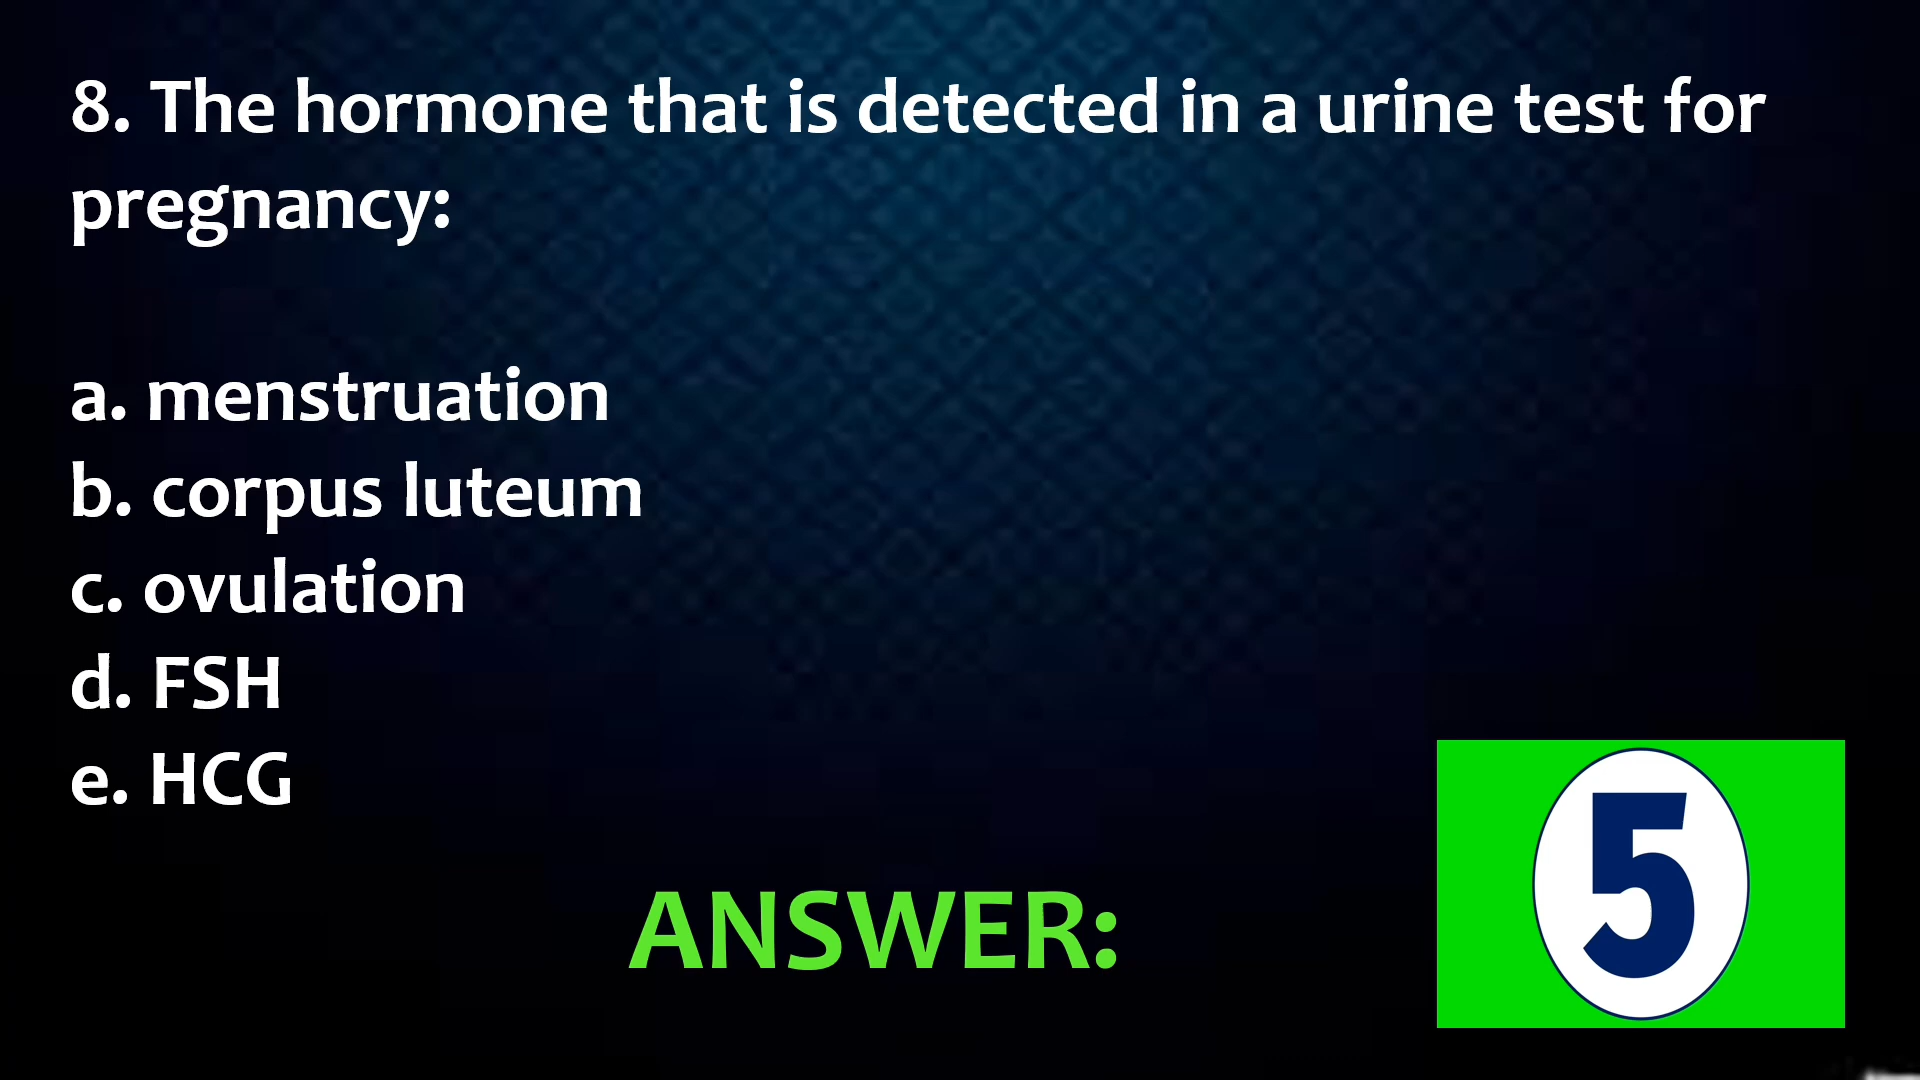 8. The hormone that is detected in a urine test for
pregnancy:
a. menstruation
b. corpus luteum
c. ovulation
d. FSH
e. HCG
ANSWER:
5